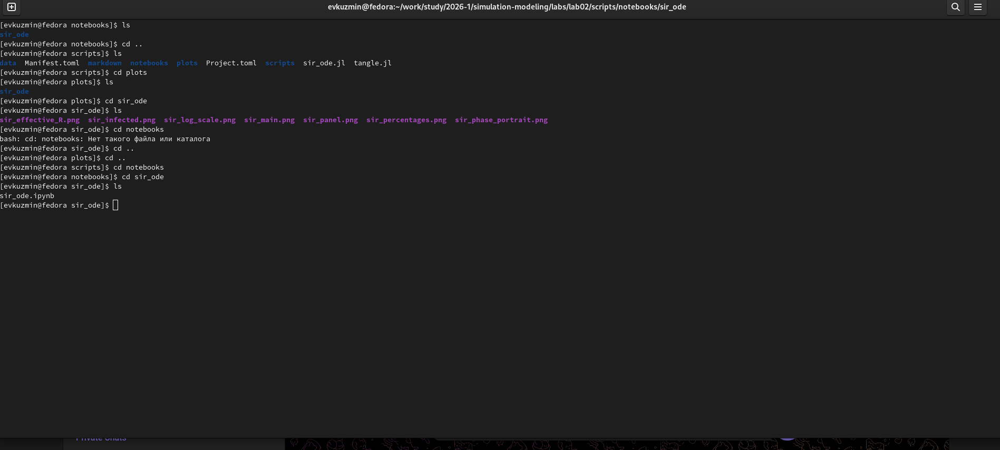 evkuzmin@fedora:~/work/study/2026-1/simulation-modeling/labs/lab02/scripts/notebooks/sir_ode
[evkuzmin@fedora notebooks]$ ls
sir_ode
[evkuzmin@fedora notebooks]$ cd ..
[evkuzmin@fedora scripts]$ ls
data  Manifest.toml  markdown  notebooks  plots  Project.toml  scripts  sir_ode.jl  tangle.jl
[evkuzmin@fedora scripts]$ cd plots
[evkuzmin@fedora plots]$ ls
sir_ode
[evkuzmin@fedora plots]$ cd sir_ode
[evkuzmin@fedora sir_ode]$ ls
sir_effective_R.png  sir_infected.png  sir_log_scale.png  sir_main.png  sir_panel.png  sir_percentages.png  sir_phase_portrait.png
[evkuzmin@fedora sir_ode]$ cd notebooks
bash: cd: notebooks: Нет такого файла или каталога
[evkuzmin@fedora sir_ode]$ cd ..
[evkuzmin@fedora plots]$ cd ..
[evkuzmin@fedora scripts]$ cd notebooks
[evkuzmin@fedora notebooks]$ cd sir_ode
[evkuzmin@fedora sir_ode]$ ls
sir_ode.ipynb
[evkuzmin@fedora sir_ode]$
Private Chats